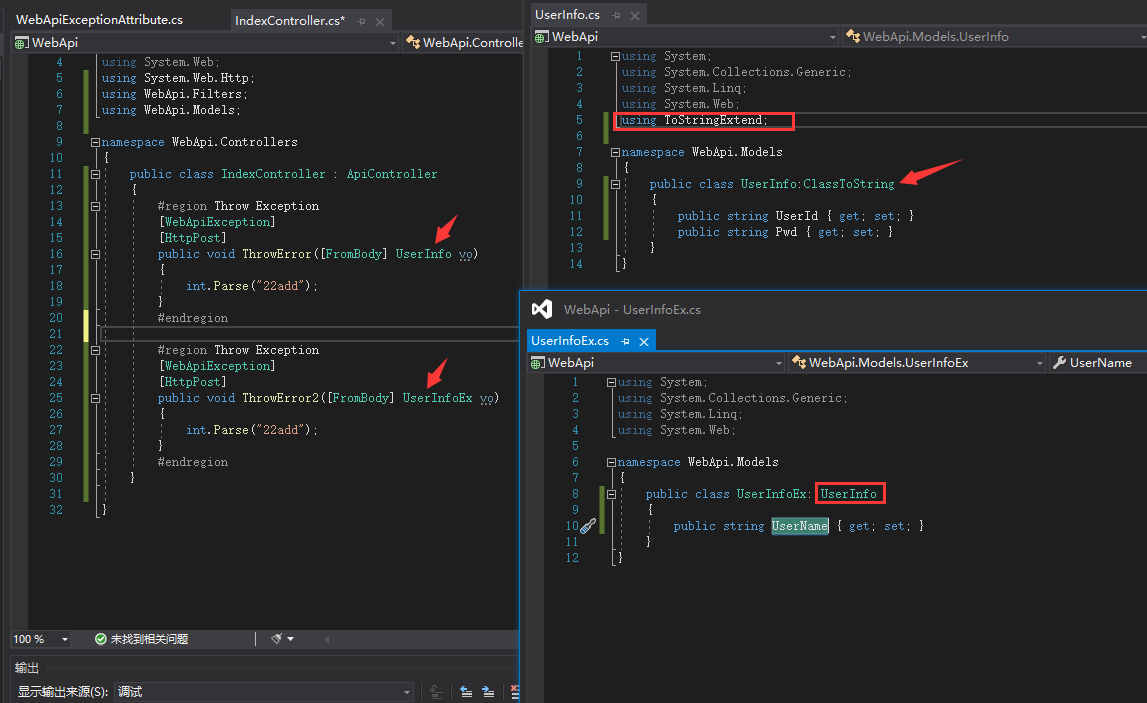 WebApiExceptionAttribute.cs
IndexController.cs*
WebApi
WebApi.Controlle
4 using System.Web;
5 using System.Web.Http;
6 using WebApi.Filters;
7 using WebApi.Models;
8
9 namespace WebApi.Controllers
10 {
11 public class IndexController : ApiController
12 {
13 #region Throw Exception
14 [WebApiException]
15 [HttpPost]
16 public void ThrowError([FromBody] UserInfo vo)
17 {
18 int.Parse("22add");
19 }
20 #endregion
21
22 #region Throw Exception
23 [WebApiException]
24 [HttpPost]
25 public void ThrowError2([FromBody] UserInfoEx vo)
26 {
27 int.Parse("22add");
28 }
29 #endregion
30 }
31
32 }
100 %
未找到相关问题
输出
显示输出来源(S):
调试
UserInfo.cs
WebApi
WebApi.Models.UserInfo
1 using System;
2 using System.Collections.Generic;
3 using System.Linq;
4 using System.Web;
5 using ToStringExtend;
6
7 namespace WebApi.Models
8 {
9 public class UserInfo:ClassToString
10 {
11 public string UserId { get; set; }
12 public string Pwd { get; set; }
13 }
14 }
WebApi - UserInfoEx.cs
UserInfoEx.cs
WebApi
WebApi.Models.UserInfoEx
UserName
1 using System;
2 using System.Collections.Generic;
3 using System.Linq;
4 using System.Web;
5
6 namespace WebApi.Models
7 {
8 public class UserInfoEx: UserInfo
9 {
10 public string UserName { get; set; }
11 }
12 }